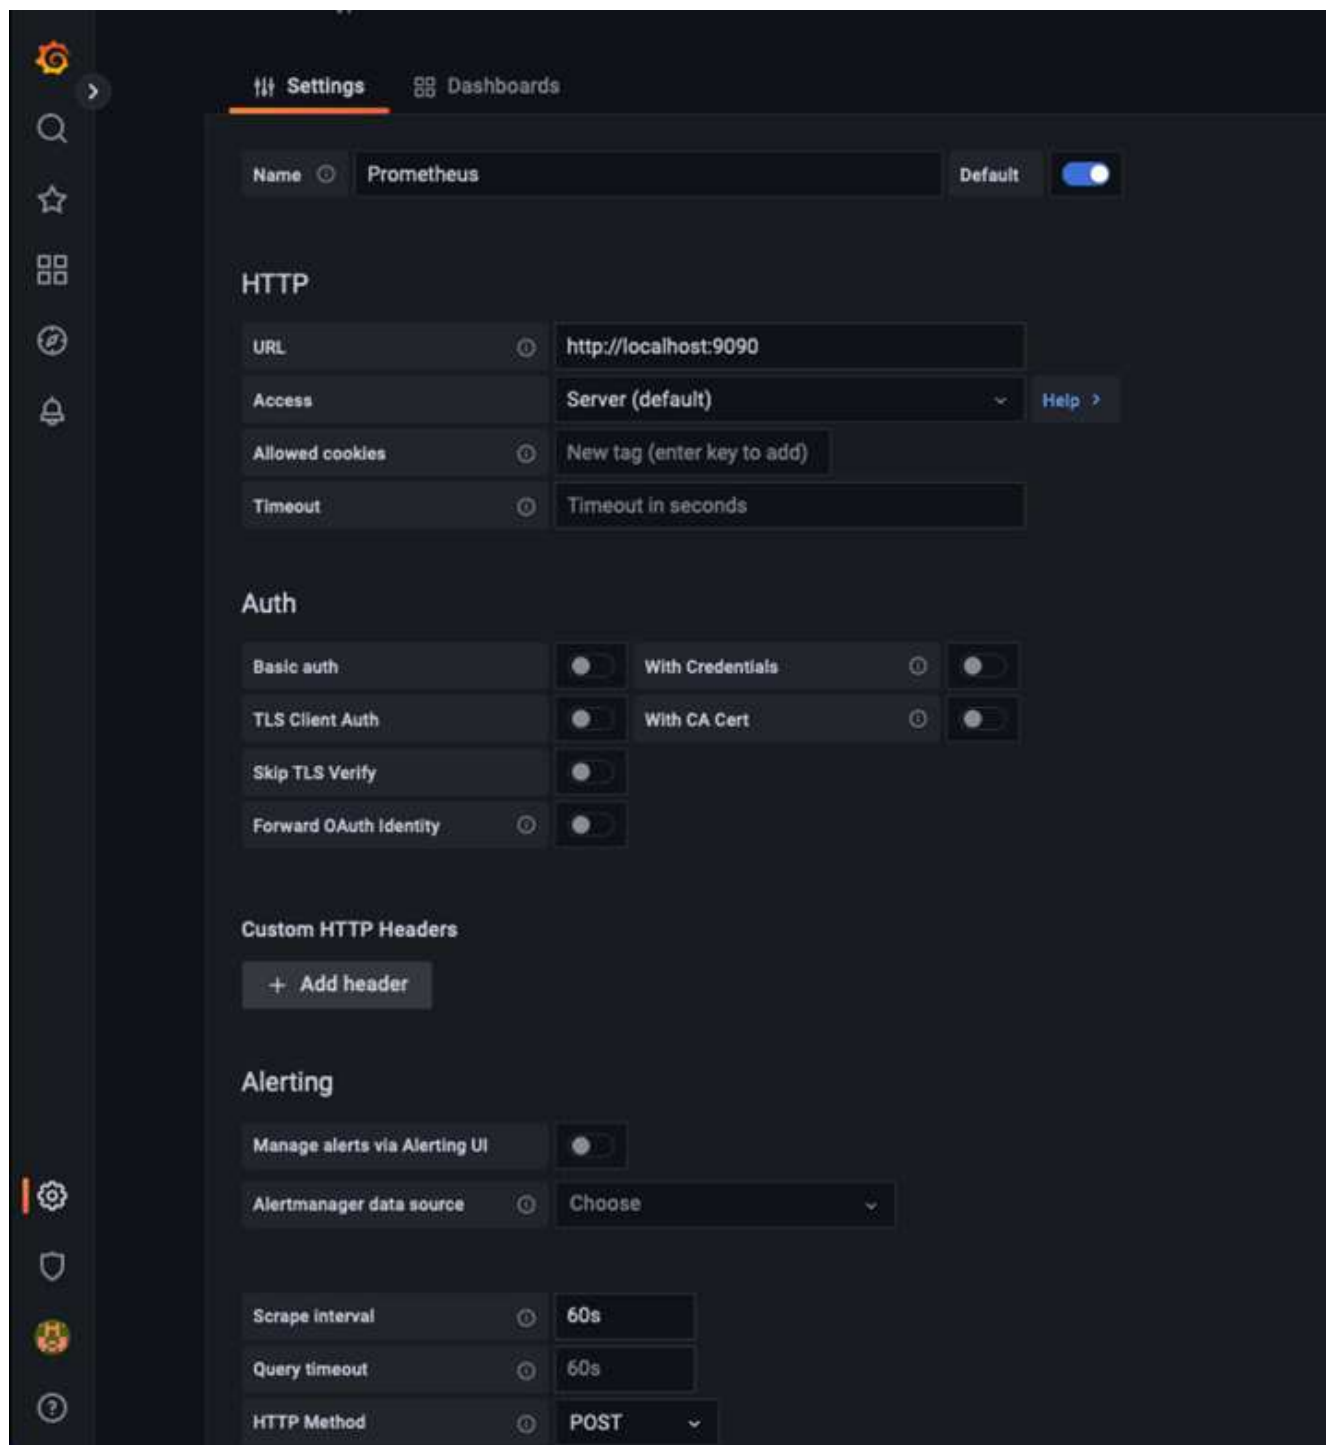 Settings Dashboards
Name Prometheus Default
HTTP
URL http://localhost:9090
Access Server (default) Help >
Allowed cookies New tag (enter key to add)
Timeout Timeout in seconds
Auth
Basic auth With Credentials
TLS Client Auth With CA Cert
Skip TLS Verify
Forward OAuth Identity
Custom HTTP Headers
+ Add header
Alerting
Manage alerts via Alerting UI
Alertmanager data source Choose
Scrape interval 60s
Query timeout 60s
HTTP Method POST